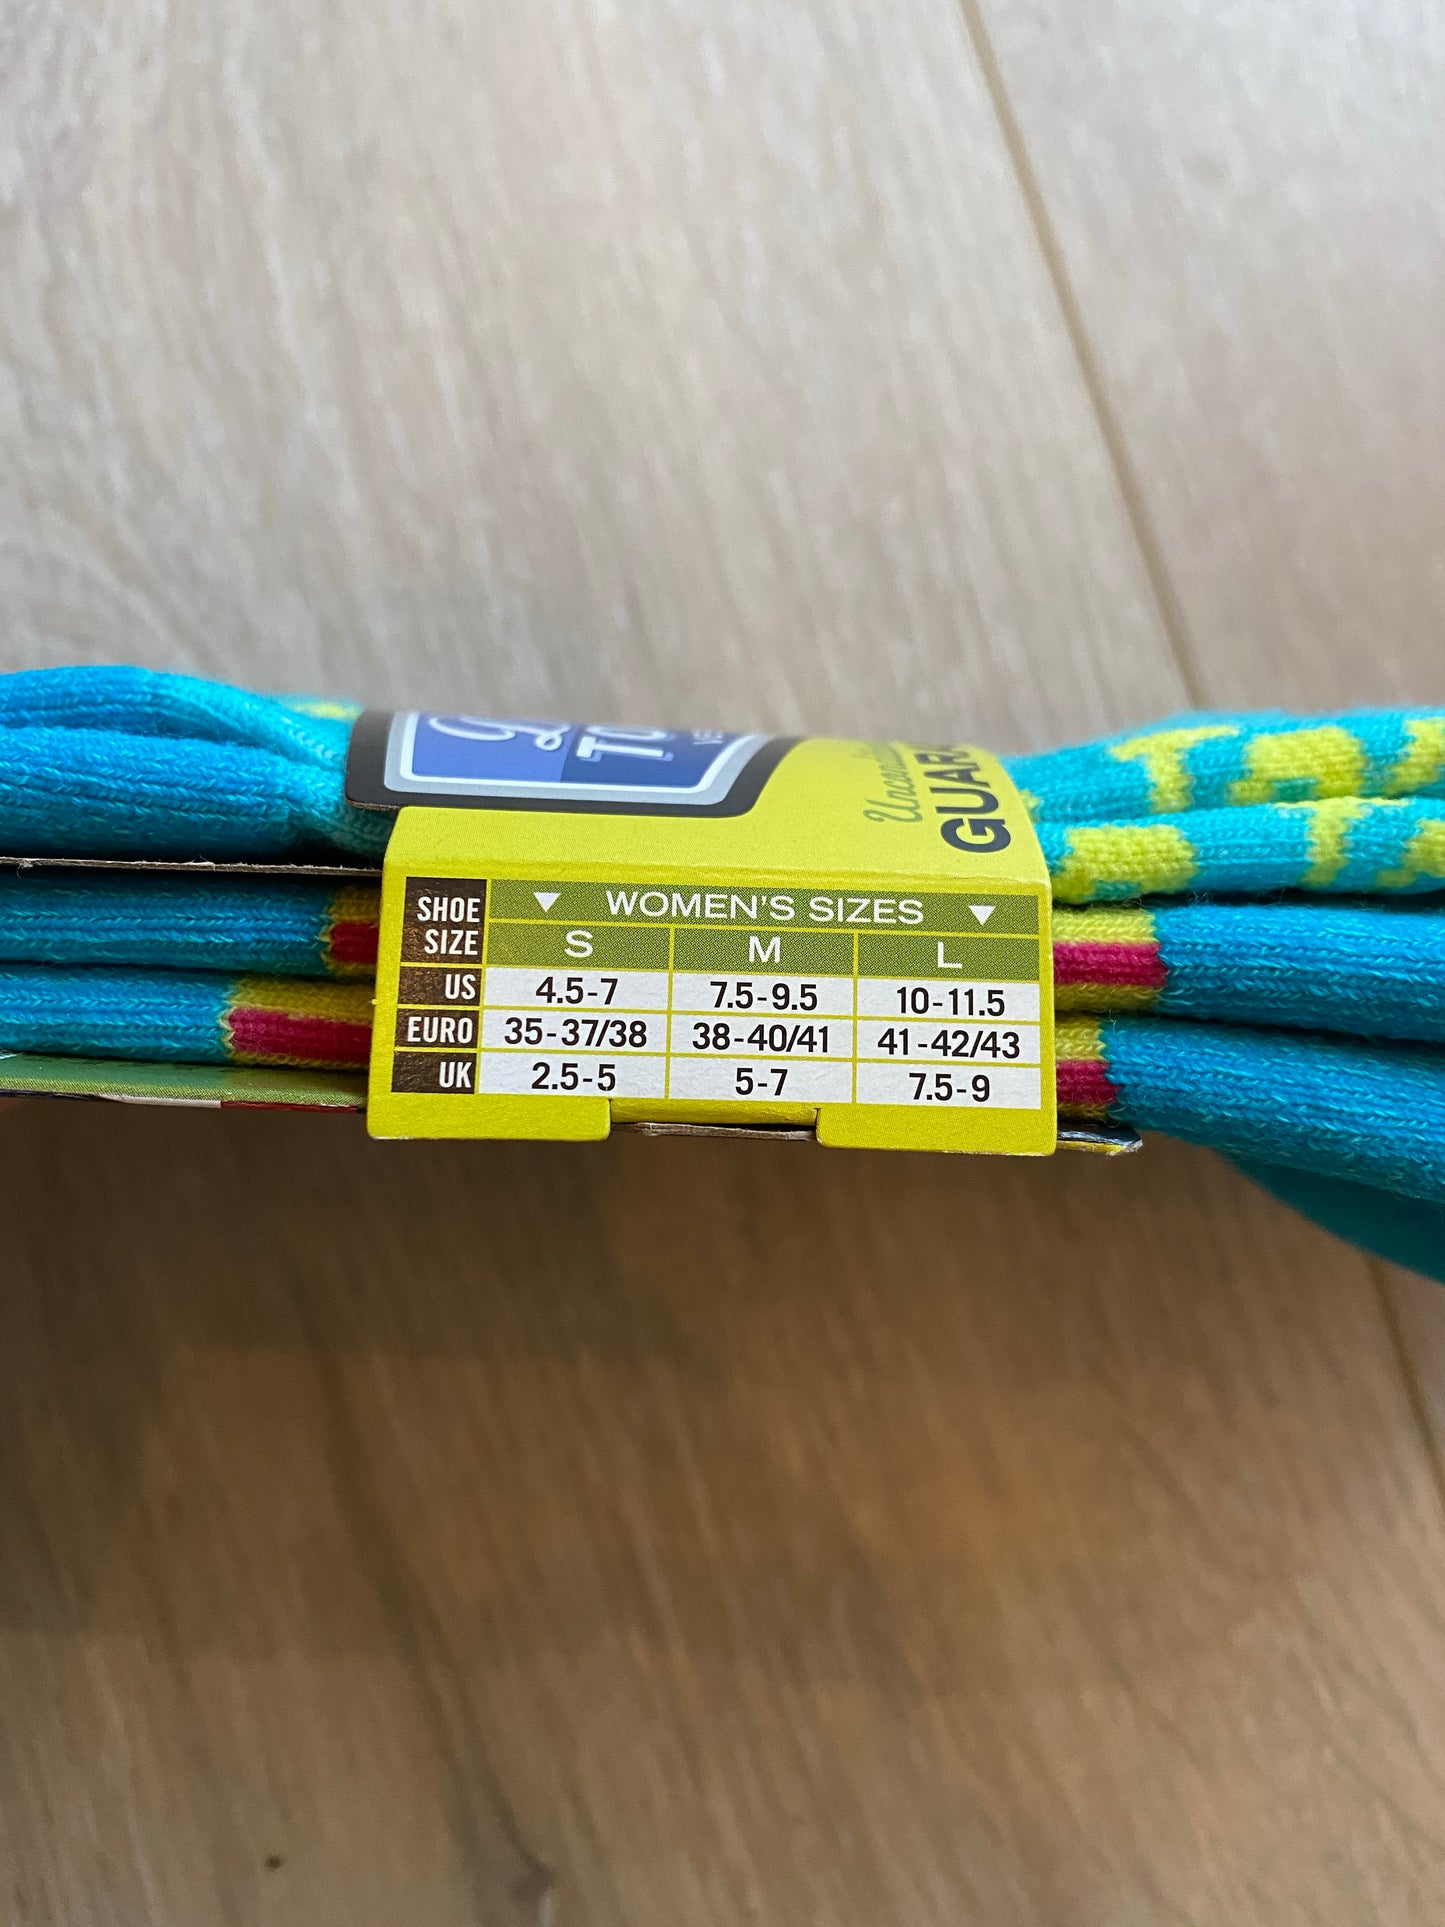 TO
GUAR
SHOE SIZE ▼ WOMEN'S SIZES ▼
S M L
US 4.5-7 7.5-9.5 10-11.5
EURO 35-37/38 38-40/41 41-42/43
UK 2.5-5 5-7 7.5-9